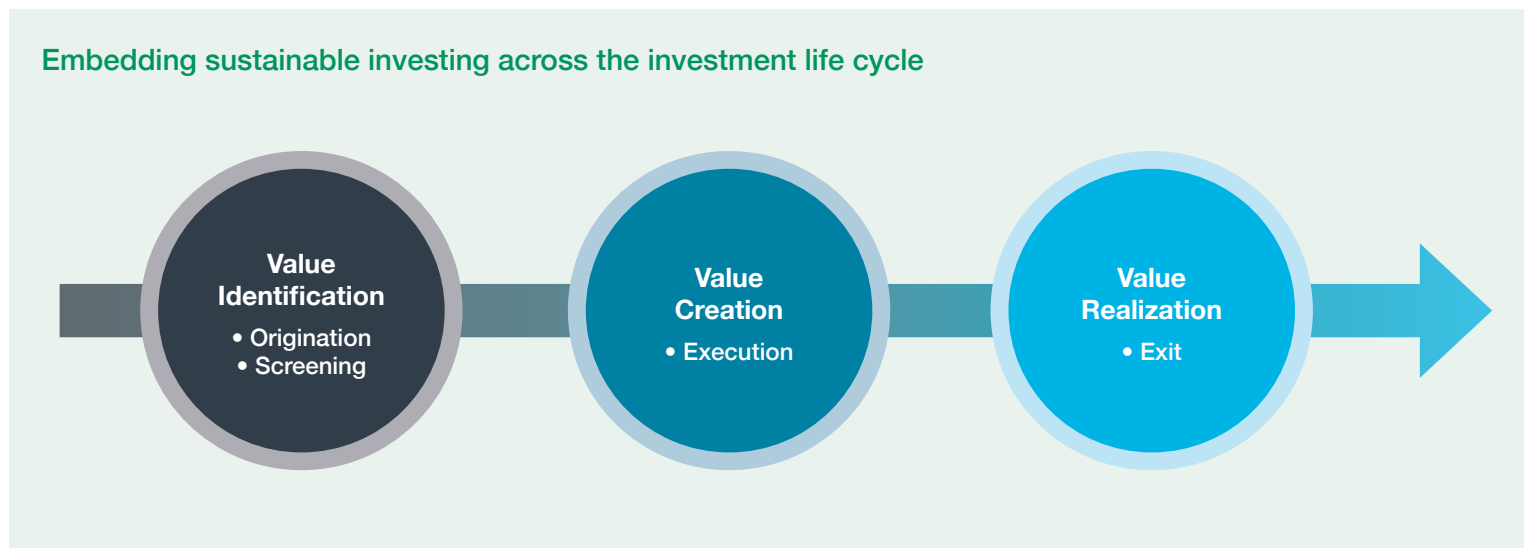 Embedding sustainable investing across the investment life cycle
Value
Identification
• Origination
• Screening
Value
Creation
• Execution
Value
Realization
• Exit